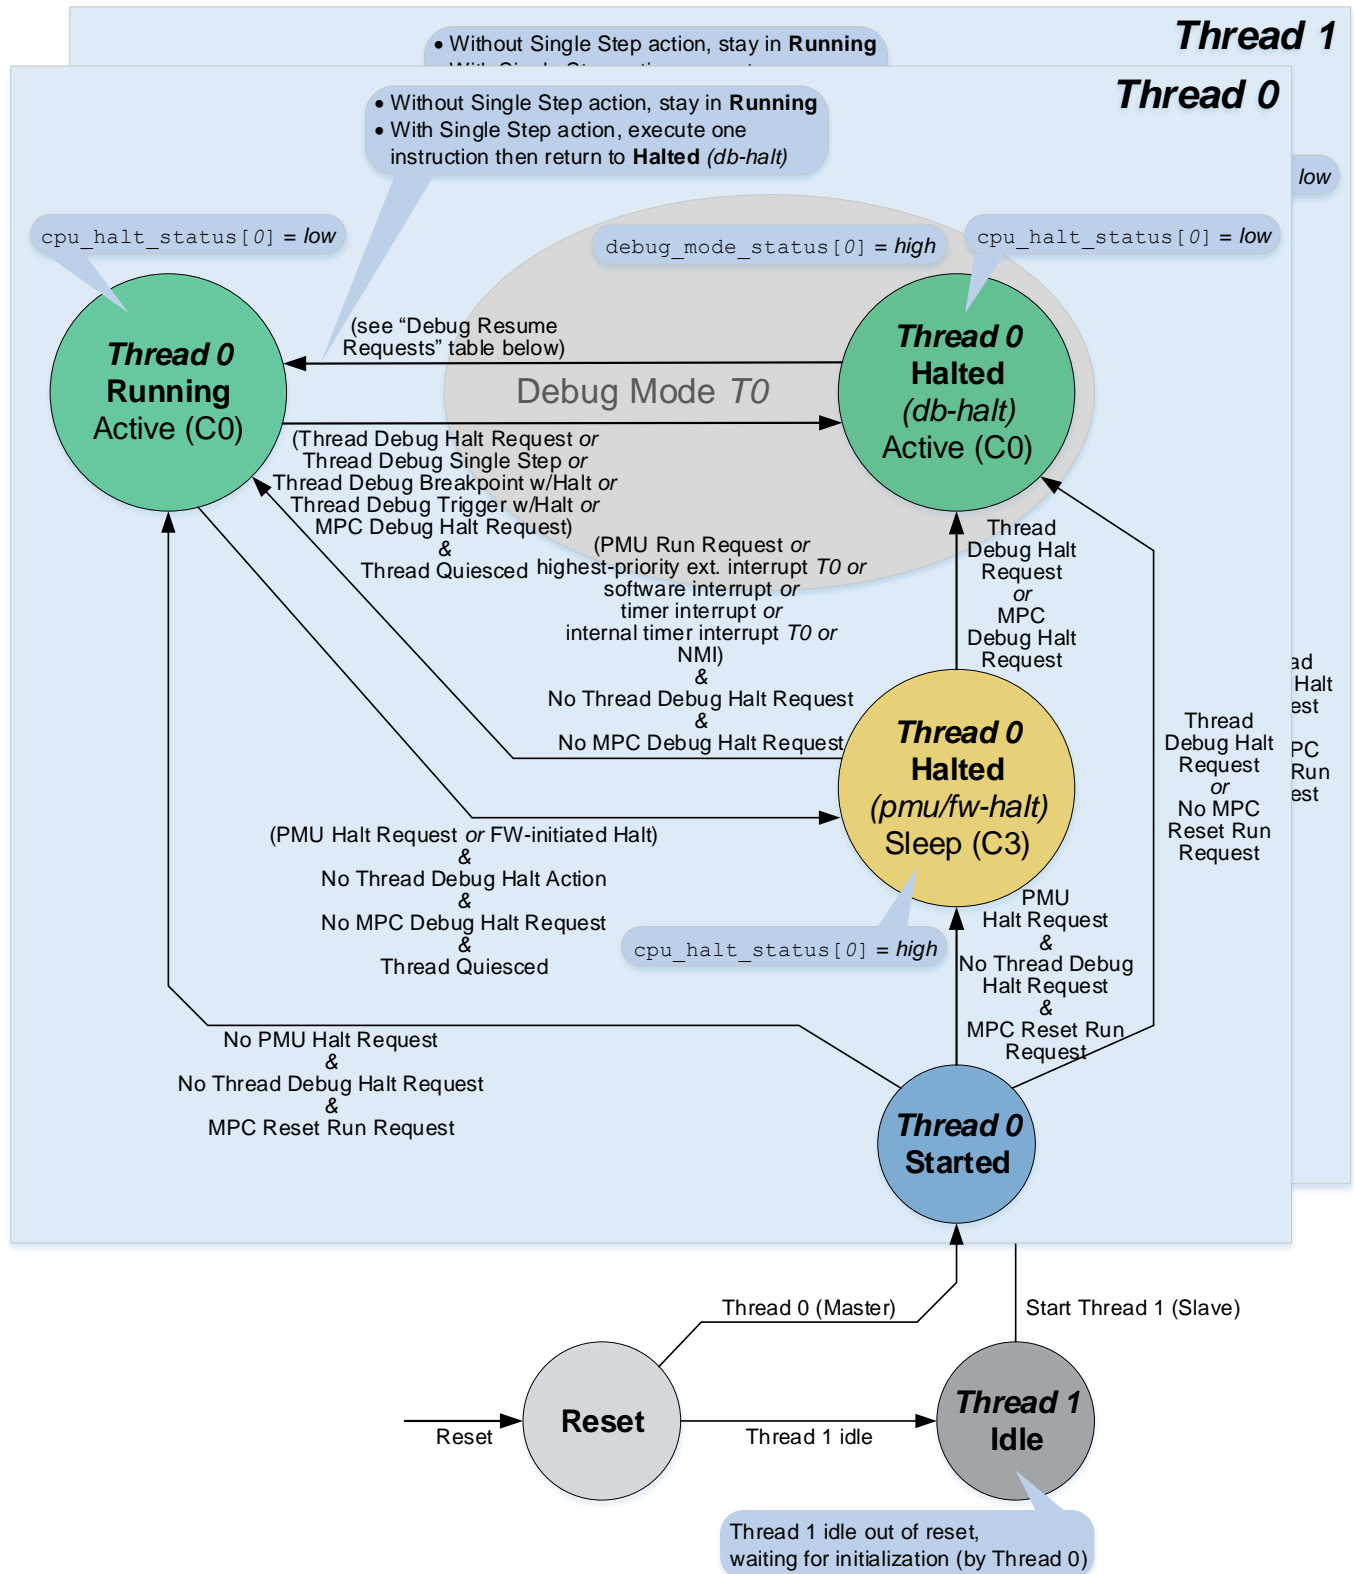 Thread 1
• Without Single Step action, stay in Running
Thread 0
• Without Single Step action, stay in Running
• With Single Step action, execute one
instruction then return to Halted (db-halt)
low
cpu_halt_status[0] = low
debug_mode_status[0] = high
cpu_halt_status[0] = low
Thread 0
Running
Active (C0)
(see “Debug Resume
Requests” table below)
Debug Mode T0
Thread 0
Halted
(db-halt)
Active (C0)
(Thread Debug Halt Request or
Thread Debug Single Step or
Thread Debug Breakpoint w/Halt or
Thread Debug Trigger w/Halt or
MPC Debug Halt Request)
&
Thread Quiesced
(PMU Run Request or
highest-priority ext. interrupt T0 or
software interrupt or
timer interrupt or
internal timer interrupt T0 or
NMI)
&
No Thread Debug Halt Request
&
No MPC Debug Halt Request
Thread
Debug Halt
Request
or
MPC
Debug Halt
Request
Thread 0
Halted
(pmu/fw-halt)
Sleep (C3)
Thread
Debug Halt
Request
or
No MPC
Reset Run
Request
ad
Halt
est
PC
Run
est
(PMU Halt Request or FW-initiated Halt)
&
No Thread Debug Halt Action
&
No MPC Debug Halt Request
&
Thread Quiesced
cpu_halt_status[0] = high
PMU
Halt Request
&
No Thread Debug
Halt Request
&
MPC Reset Run
Request
No PMU Halt Request
&
No Thread Debug Halt Request
&
MPC Reset Run Request
Thread 0
Started
Thread 0 (Master)
Start Thread 1 (Slave)
Reset
Reset
Thread 1 idle
Thread 1
Idle
Thread 1 idle out of reset,
waiting for initialization (by Thread 0)